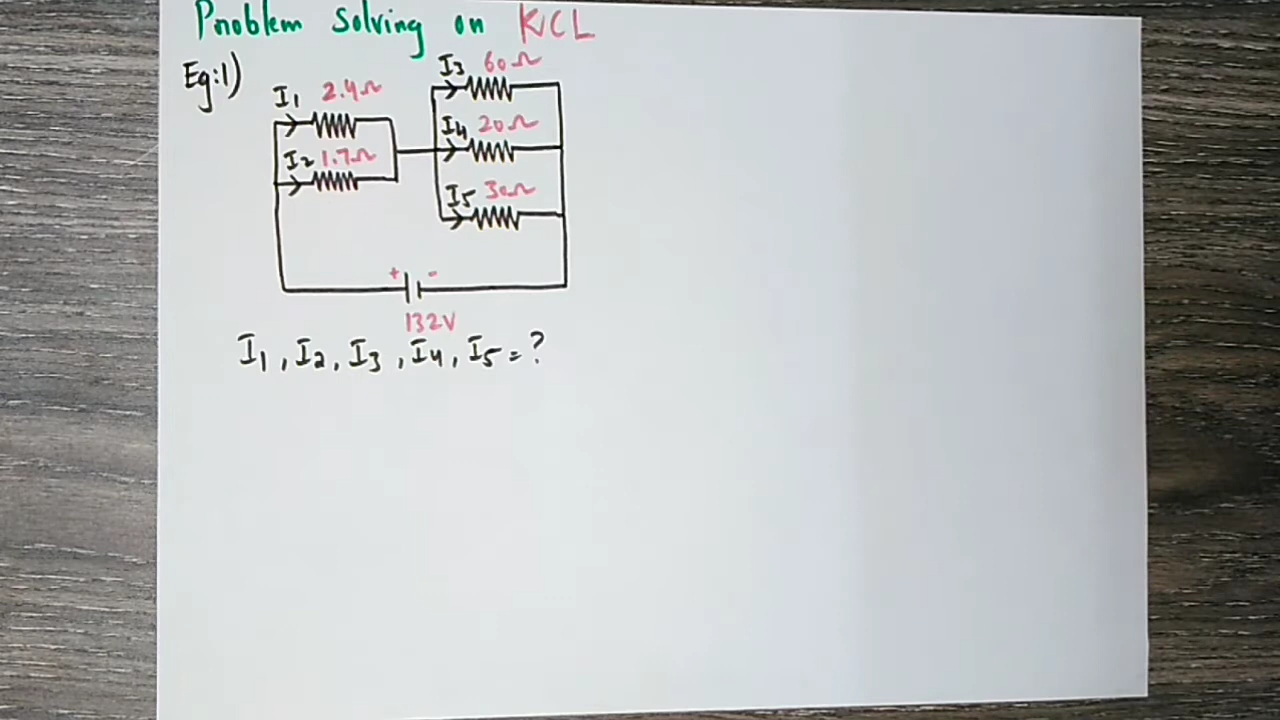 Problem Solving on KCL
Eg:1)
I3 60Ω
I1 2.4Ω
I4 20Ω
I2 1.7Ω
I5 30Ω
+ -
132V
I1, I2, I3, I4, I5 = ?